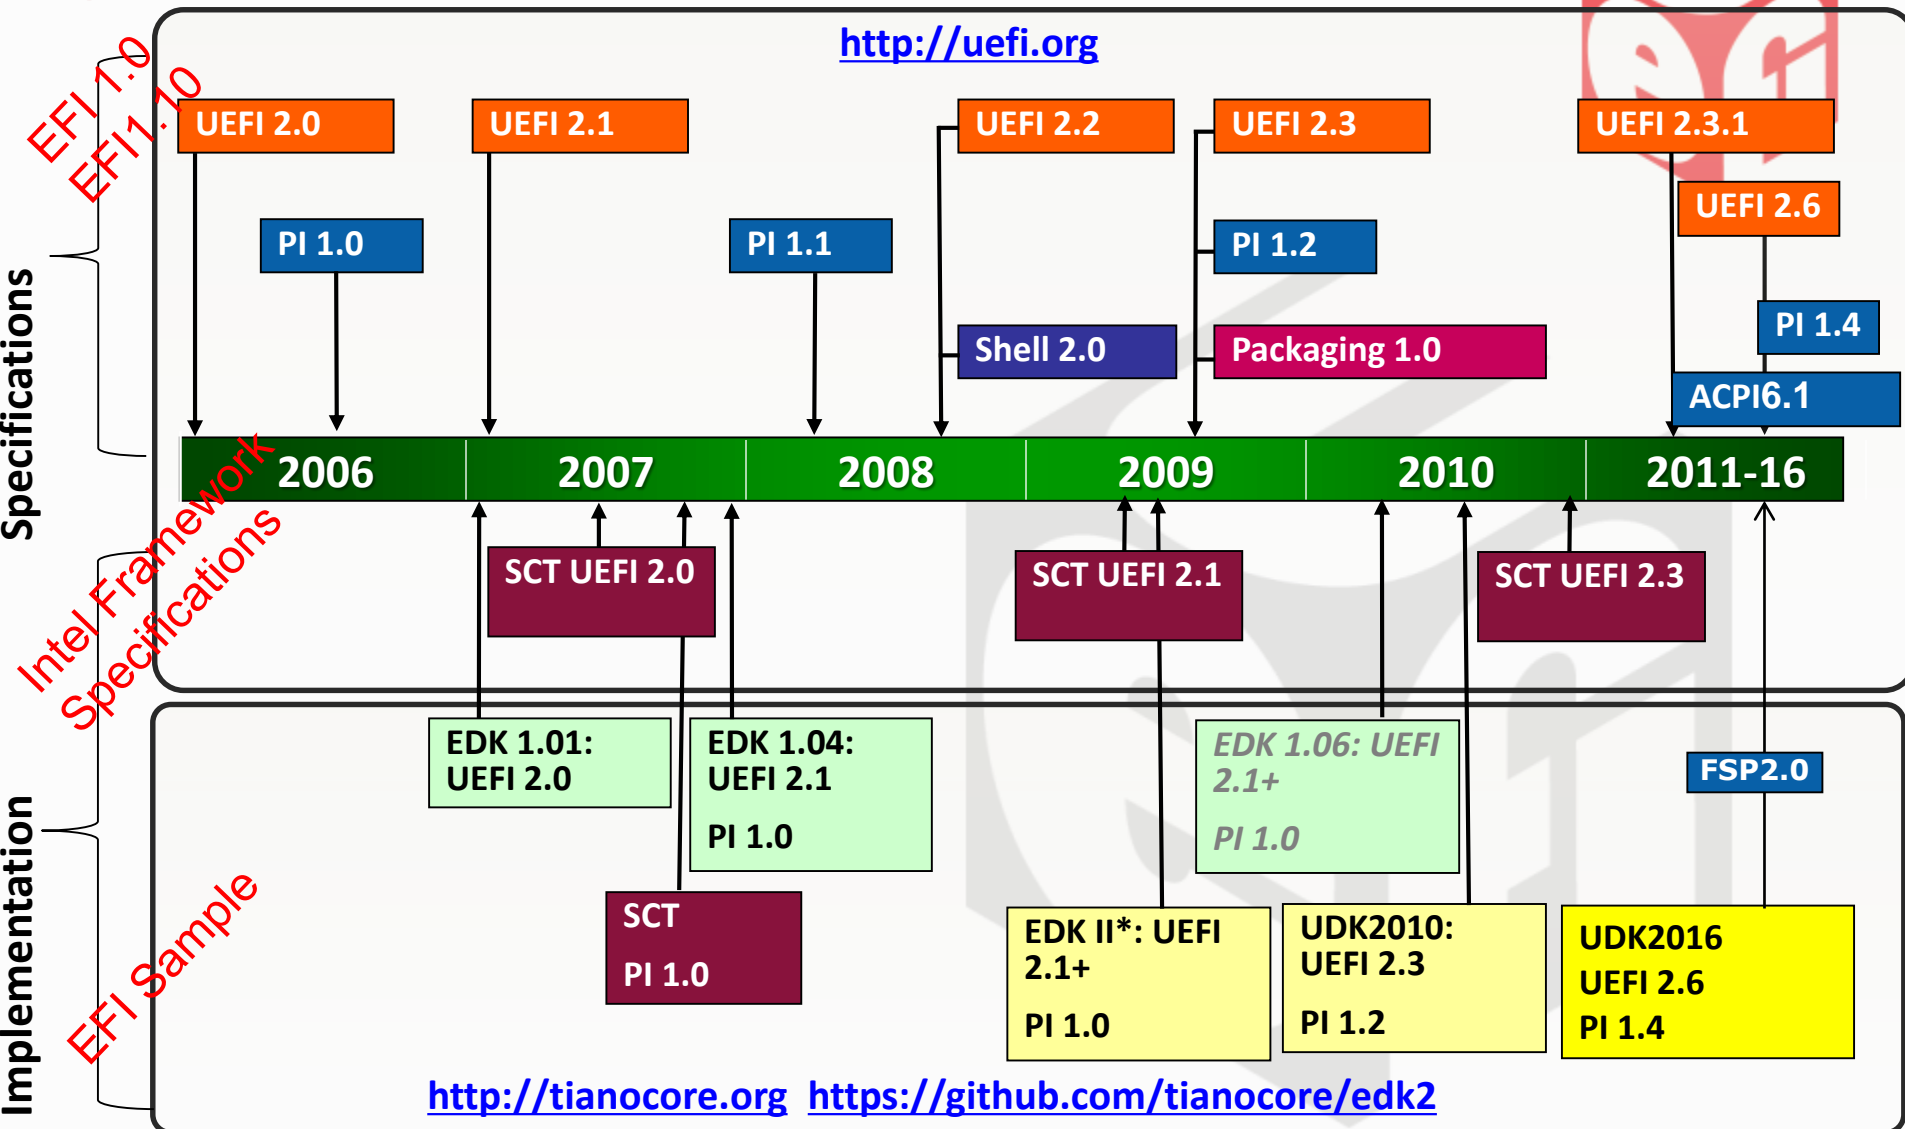 http://uefi.org
EFI 1.0
EFI1.10
UEFI 2.0
UEFI 2.1
UEFI 2.2
UEFI 2.3
UEFI 2.3.1
UEFI 2.6
PI 1.0
PI 1.1
PI 1.2
PI 1.4
Shell 2.0
Packaging 1.0
ACPI6.1
Specifications
2006
2007
2008
2009
2010
2011-16
Intel Framework
Specifications
SCT UEFI 2.0
SCT UEFI 2.1
SCT UEFI 2.3
EDK 1.01:
UEFI 2.0
EDK 1.04:
UEFI 2.1
PI 1.0
EDK 1.06: UEFI
2.1+
PI 1.0
FSP2.0
Implementation
EFI Sample
SCT
PI 1.0
EDK II*: UEFI
2.1+
PI 1.0
UDK2010:
UEFI 2.3
PI 1.2
UDK2016
UEFI 2.6
PI 1.4
http://tianocore.org https://github.com/tianocore/edk2